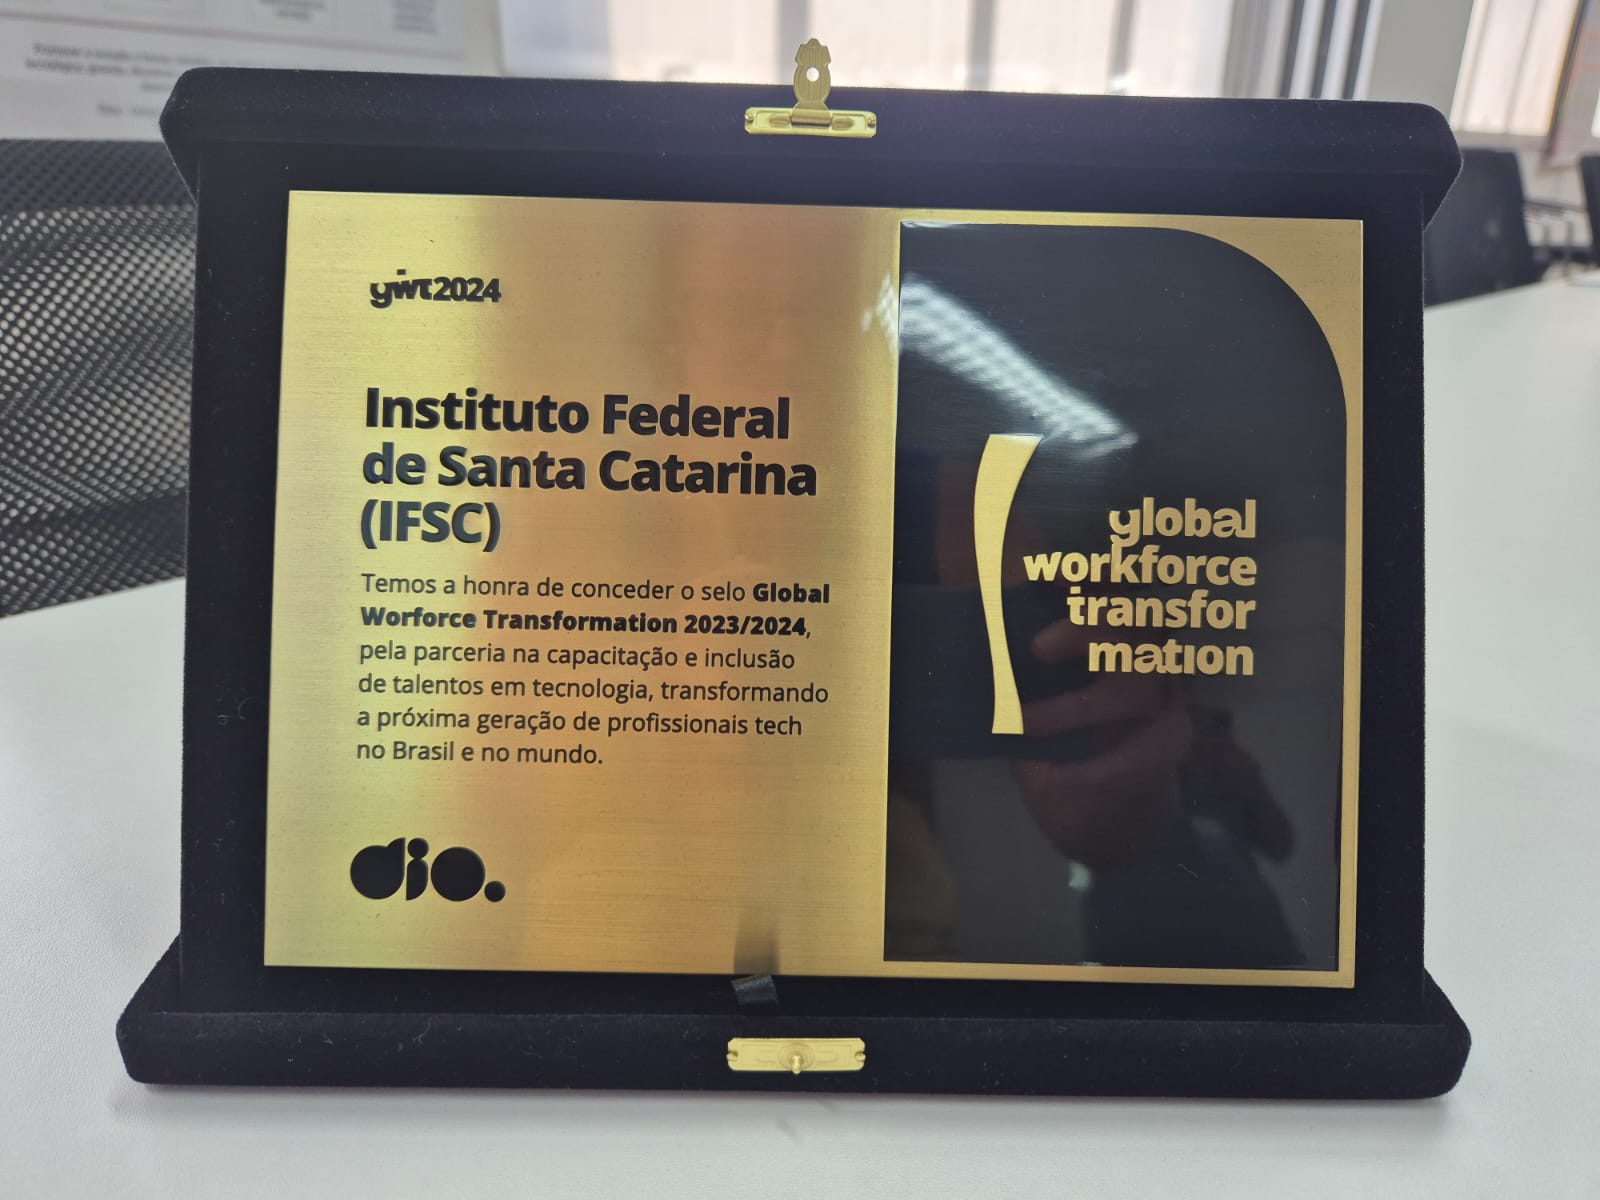 gwt2024
Instituto Federal
de Santa Catarina
(IFSC)
Temos a honra de conceder o selo Global
Worforce Transformation 2023/2024,
pela parceria na capacitação e inclusão
de talentos em tecnologia, transformando
a próxima geração de profissionais tech
no Brasil e no mundo.
dio.
global
workforce
transfor
mation